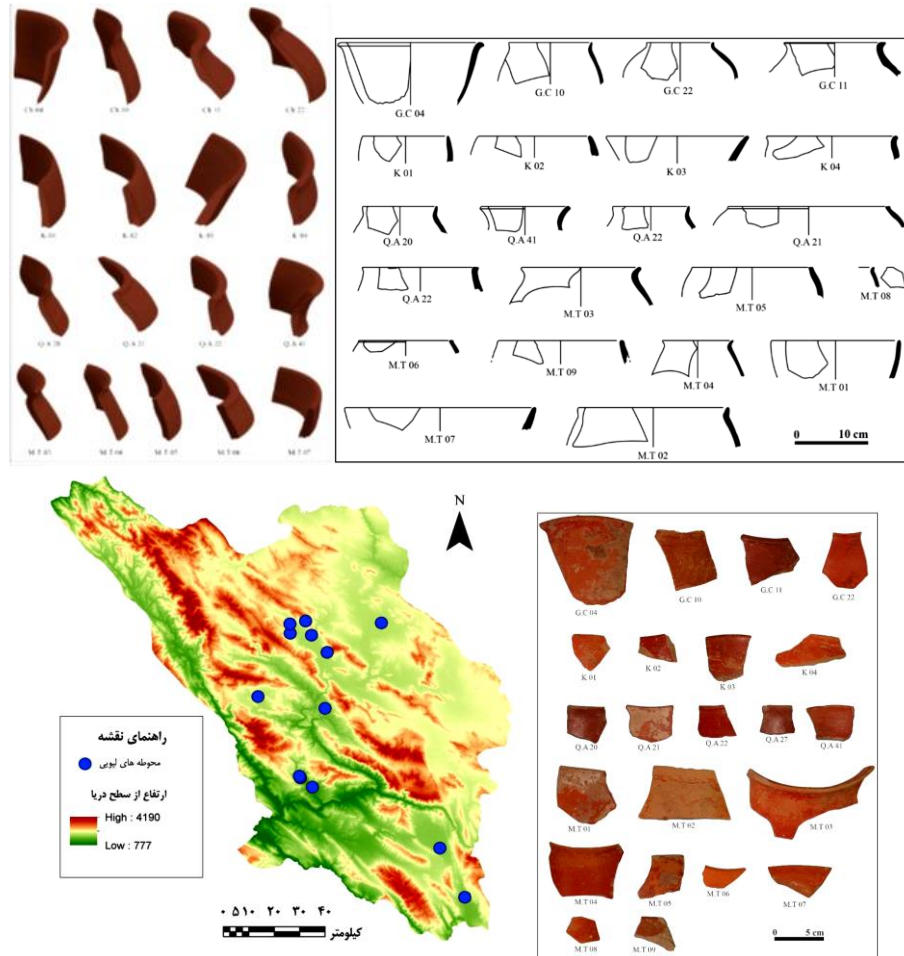 G.C 04
G.C 10
G.C 22
G.C 11
K 01
K 02
K 03
K 04
Q.A 20
Q.A 41
Q.A 22
Q.A 21
Q.A 22
M.T 03
M.T 05
M.T 08
M.T 06
M.T 09
M.T 04
M.T 01
M.T 07
M.T 02
0 10 cm
N
راهنمای نقشه
محوطه های لپویی
ارتفاع از سطح دریا
High : 4190
Low : 777
۰ ۵ ۱۰ ۲۰ ۳۰ ۴۰
کیلومتر
G.C 04
G.C 10
G.C 11
G.C 22
K 01
K 02
K 03
K 04
Q.A 20
Q.A 21
Q.A 22
Q.A 27
Q.A 41
M.T 01
M.T 02
M.T 03
M.T 04
M.T 05
M.T 06
M.T 07
M.T 08
M.T 09
0 5 cm